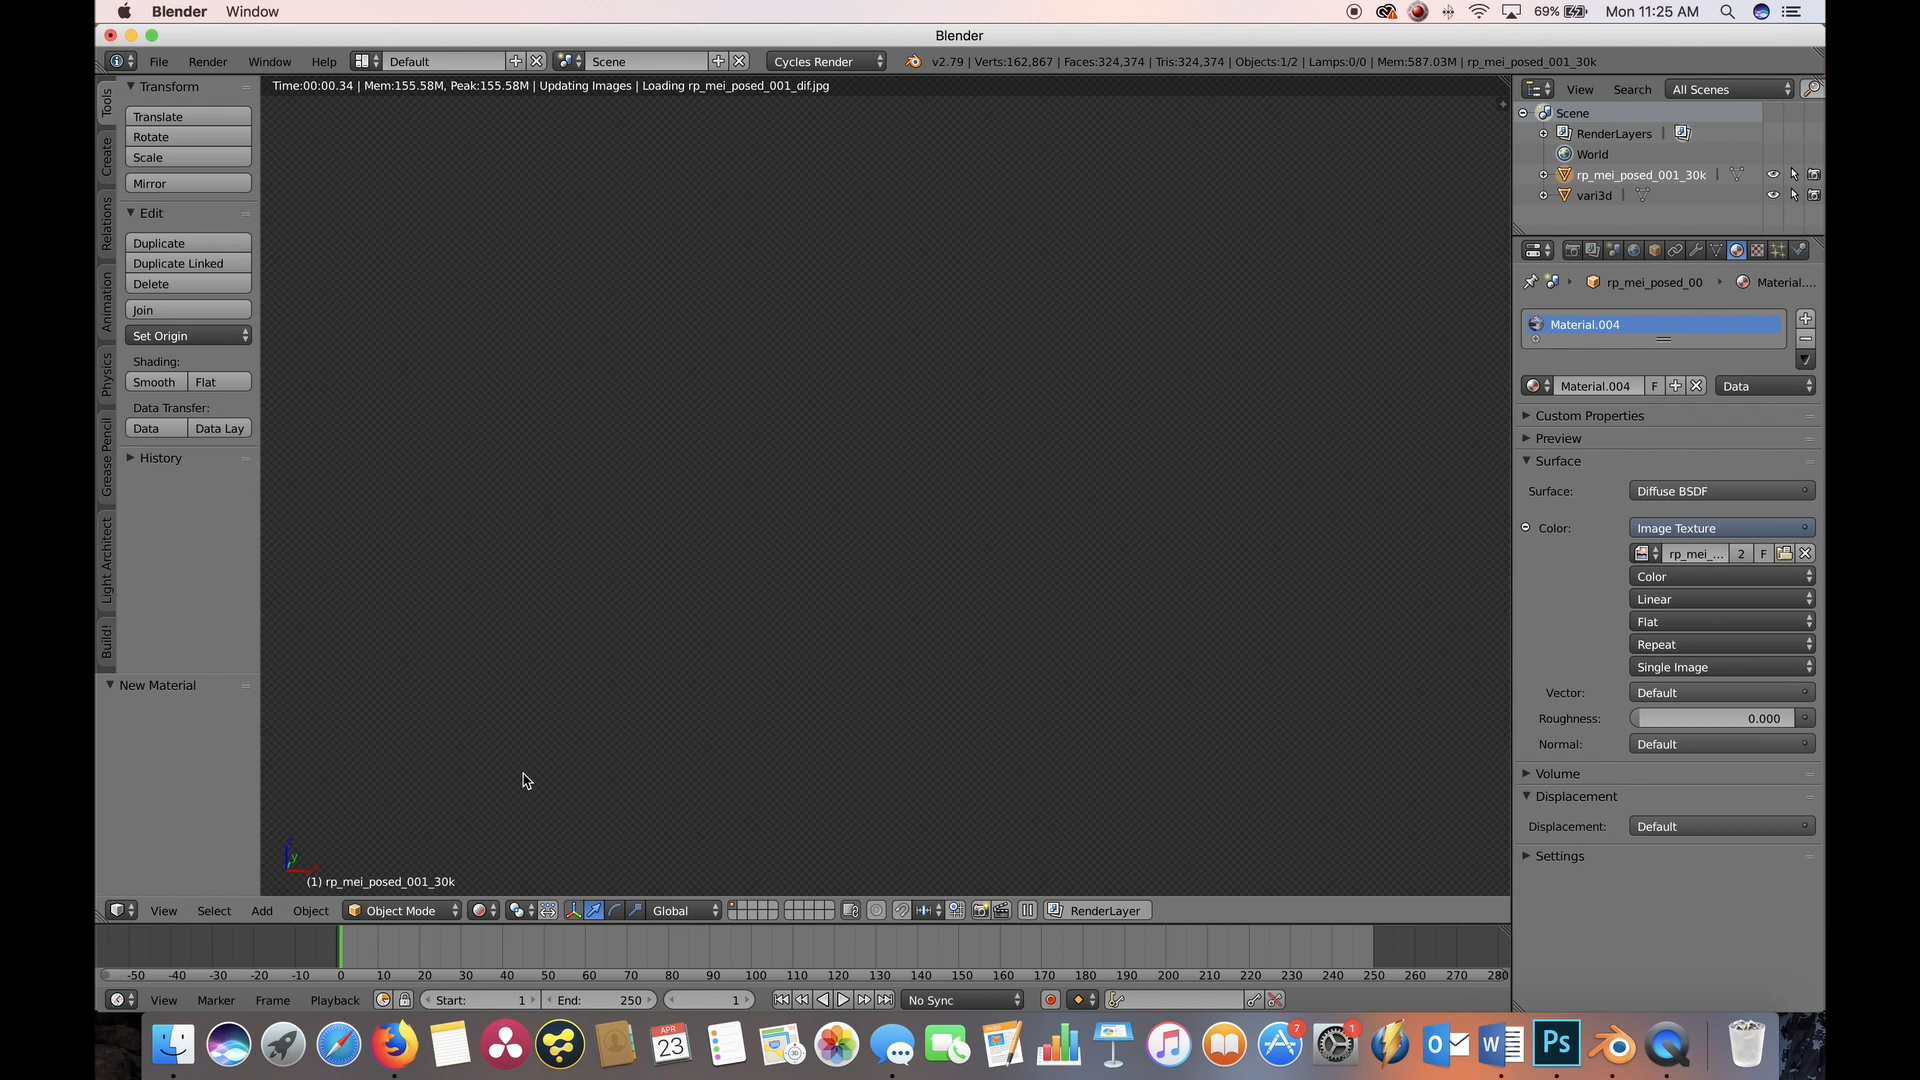 Blender Window 69% Mon 11:25 AM
Blender
File Render Window Help Default Scene Cycles Render v2.79 | Verts:162,867 | Faces:324,374 | Tris:324,374 | Objects:1/2 | Lamps:0/0 | Mem:587.03M | rp_mei_posed_001_30k
Time:00:00.34 | Mem:155.58M, Peak:155.58M | Updating Images | Loading rp_mei_posed_001_dif.jpg
Tools
Create
Relations
Animation
Physics
Grease Pencil
Light Architect
Build!
Transform
Translate
Rotate
Scale
Mirror
Edit
Duplicate
Duplicate Linked
Delete
Join
Set Origin
Shading:
Smooth Flat
Data Transfer:
Data Data Lay
History
New Material
y
(1) rp_mei_posed_001_30k
View Search All Scenes
Scene
RenderLayers |
World
rp_mei_posed_001_30k |
vari3d |
rp_mei_posed_00 Material....
Material.004
Material.004 F Data
Custom Properties
Preview
Surface
Surface: Diffuse BSDF
Color: Image Texture
rp_mei_... 2 F
Color
Linear
Flat
Repeat
Single Image
Vector: Default
Roughness: 0.000
Normal: Default
Volume
Displacement
Displacement: Default
Settings
View Select Add Object Object Mode Global RenderLayer
-50 -40 -30 -20 -10 0 10 20 30 40 50 60 70 80 90 100 110 120 130 140 150 160 170 180 190 200 210 220 230 240 250 260 270 280
View Marker Frame Playback Start: 1 End: 250 1 No Sync
APR
23
7
1
Ps